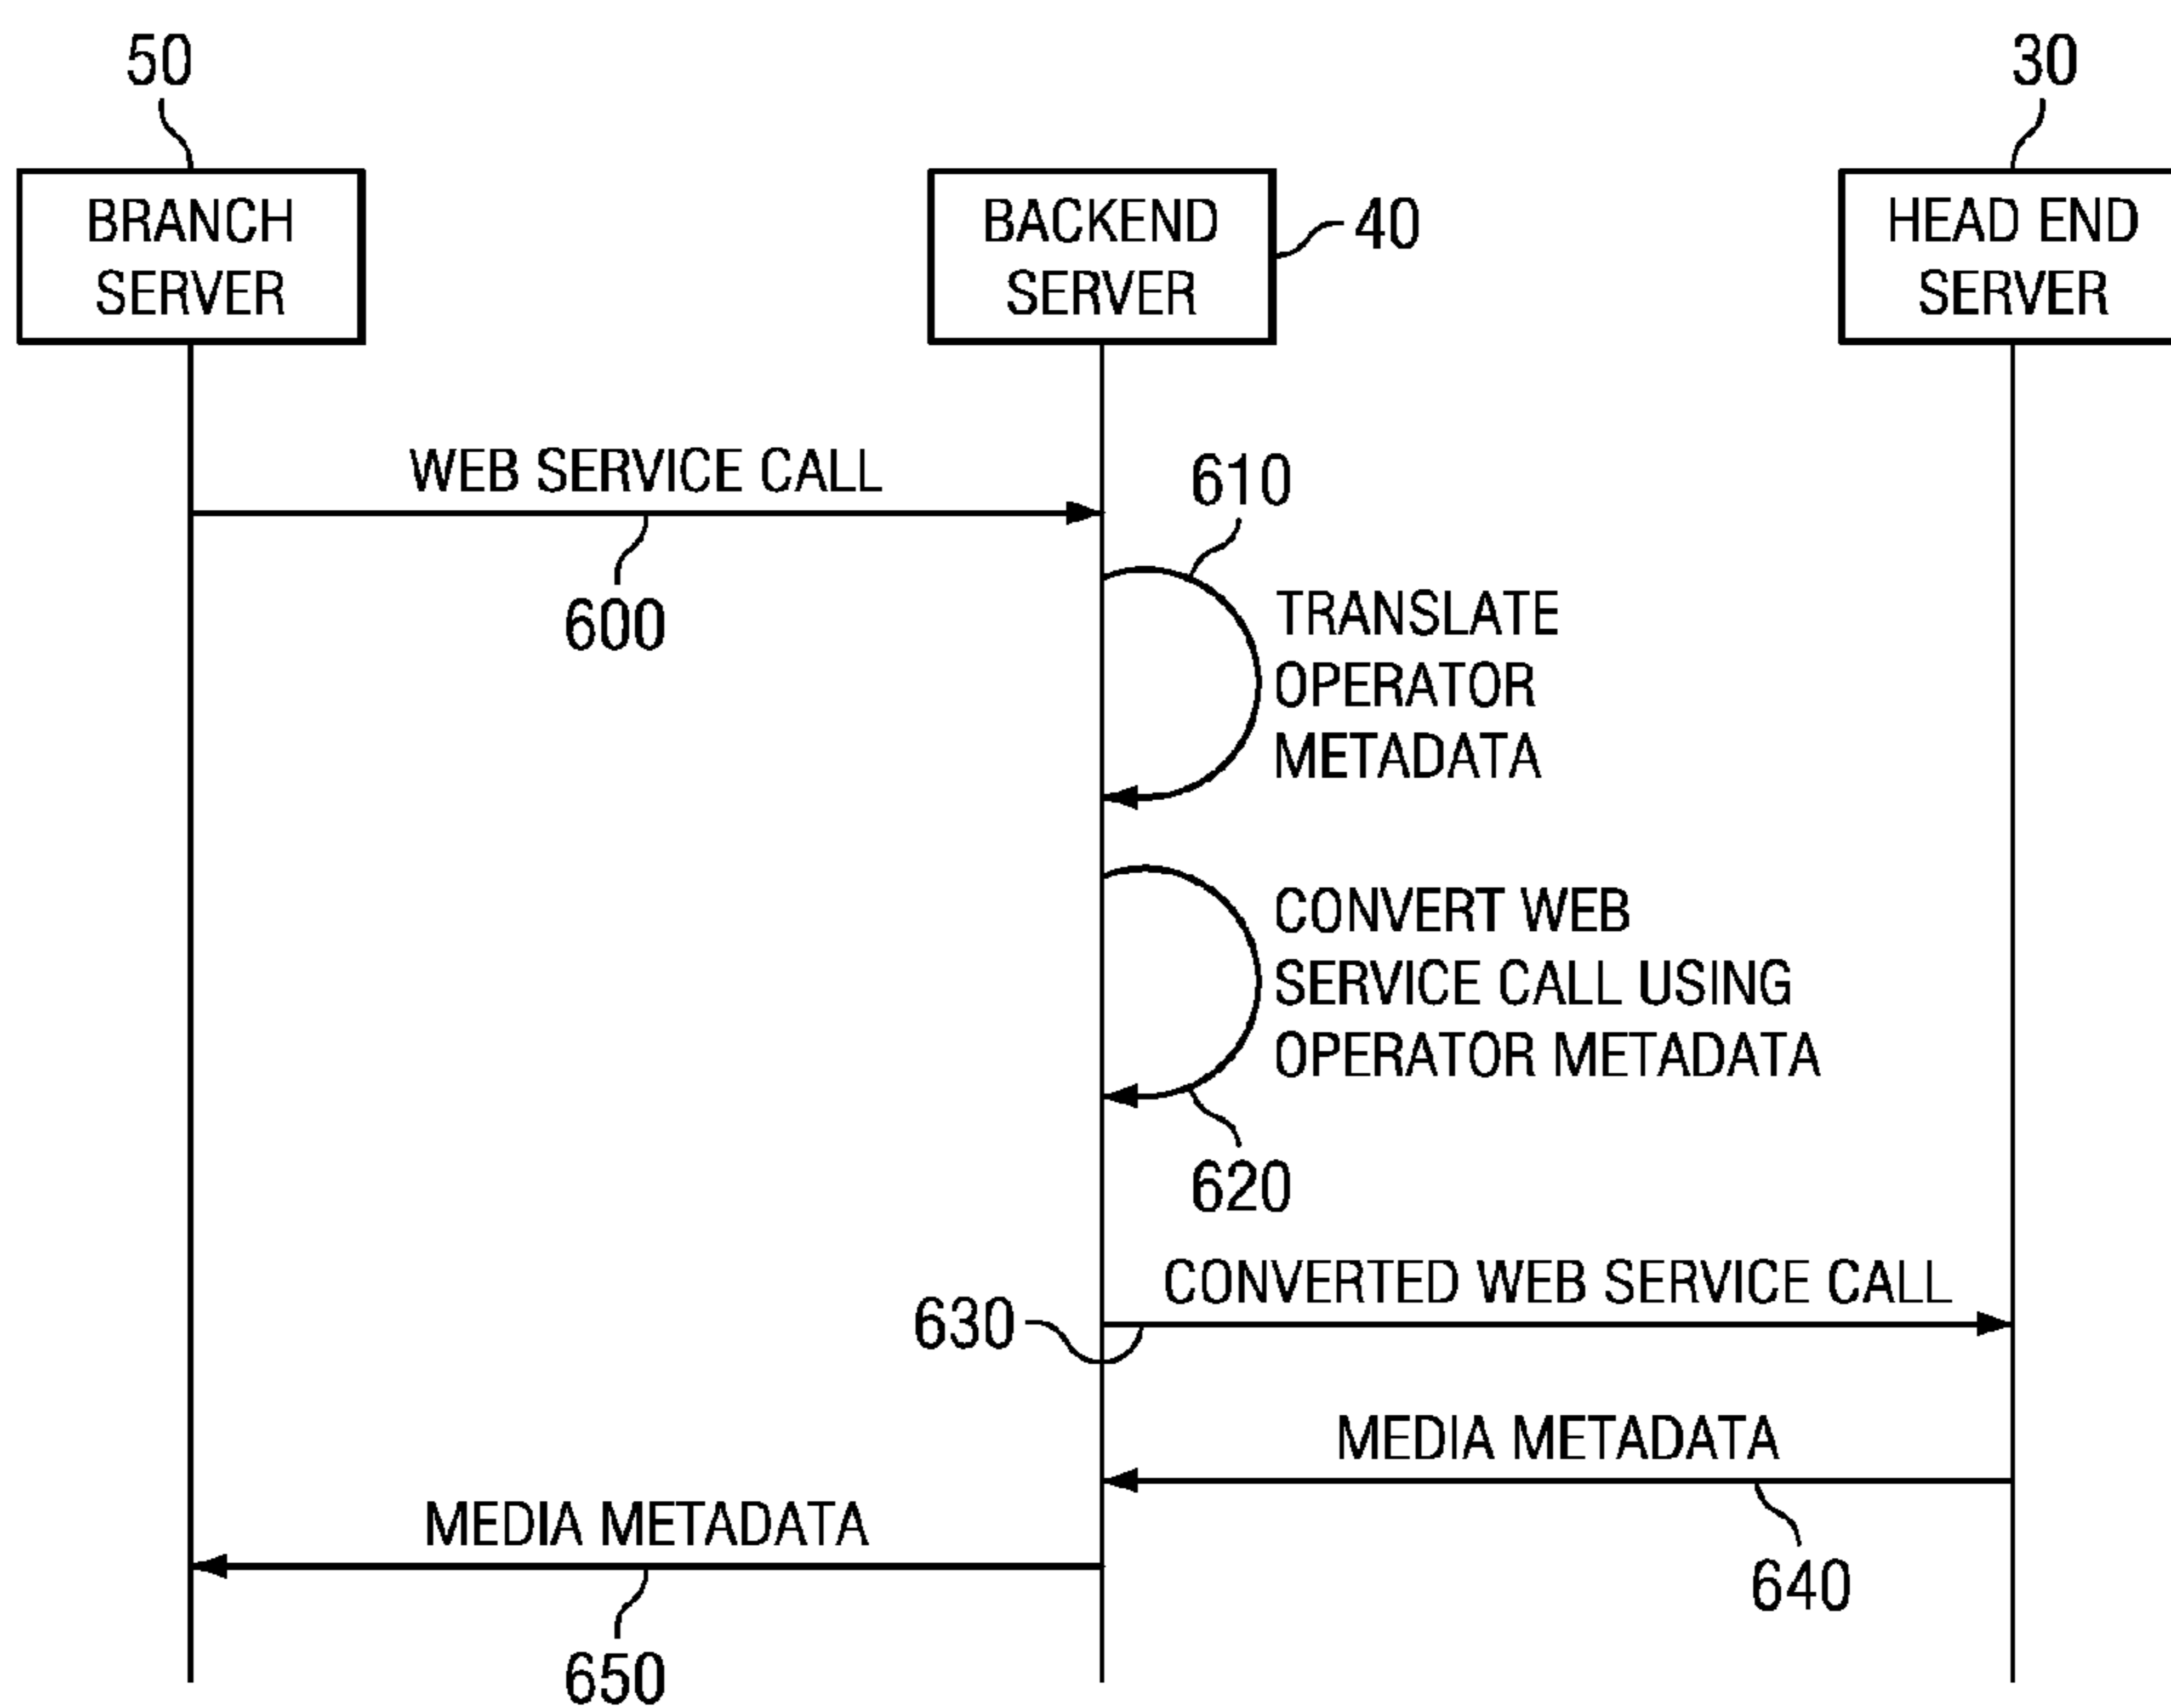 50
30
BRANCH
SERVER
BACKEND
SERVER
40
HEAD END
SERVER
WEB SERVICE CALL
600
610
TRANSLATE
OPERATOR
METADATA
CONVERT WEB
SERVICE CALL USING
OPERATOR METADATA
620
CONVERTED WEB SERVICE CALL
630
MEDIA METADATA
640
MEDIA METADATA
650